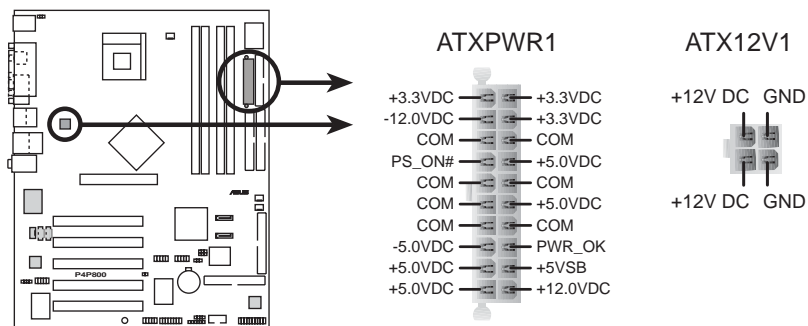 ATXPWR1
ATX12V1
+3.3VDC +3.3VDC
-12.0VDC +3.3VDC
COM COM
PS_ON# +5.0VDC
COM COM
COM +5.0VDC
COM COM
-5.0VDC PWR_OK
+5.0VDC +5VSB
+5.0VDC +12.0VDC
+12V DC GND
+12V DC GND
ASUS
P4P800